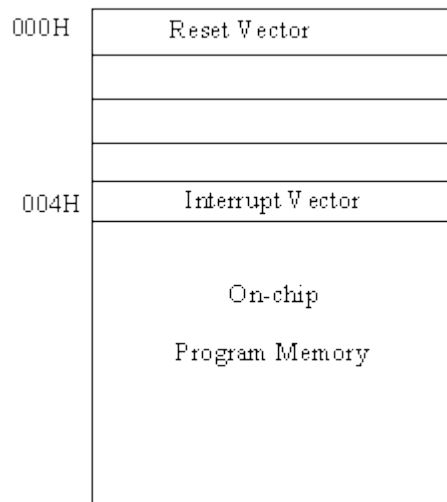 000H Reset Vector
004H Interrupt Vector
On-chip
Program Memory